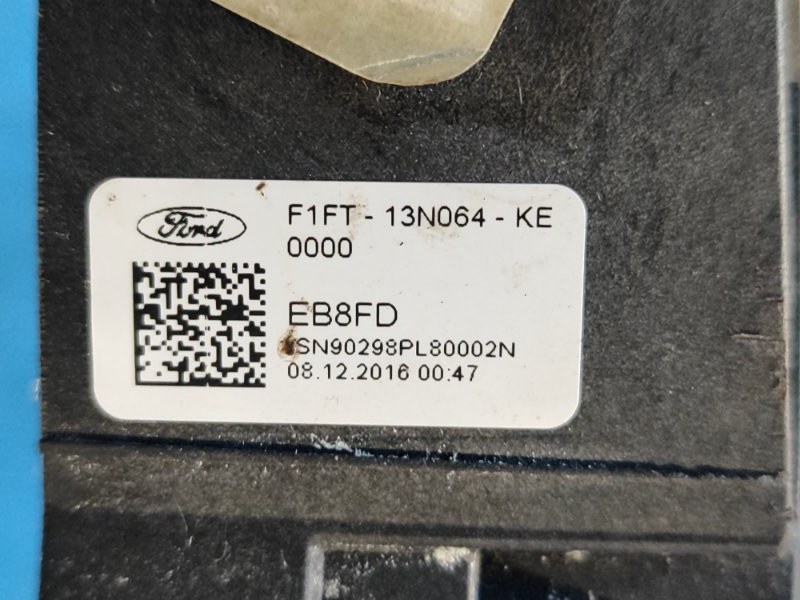 Ford
F1FT - 13N064 - KE
0000
EB8FD
SN90298PL80002N
08.12.2016 00:47